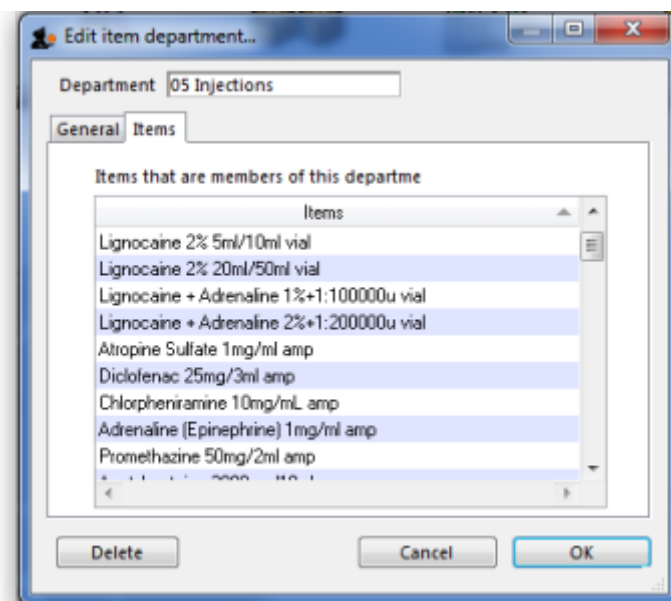 Edit item department...
Department 05 Injections
General Items
Items that are members of this departme
Items
Lignocaine 2% 5ml/10ml vial
Lignocaine 2% 20ml/50ml vial
Lignocaine + Adrenaline 1%+1:100000u vial
Lignocaine + Adrenaline 2%+1:200000u vial
Atropine Sulfate 1mg/ml amp
Diclofenac 25mg/3ml amp
Chlorpheniramine 10mg/mL amp
Adrenaline (Epinephrine) 1mg/ml amp
Promethazine 50mg/2ml amp
Delete Cancel OK